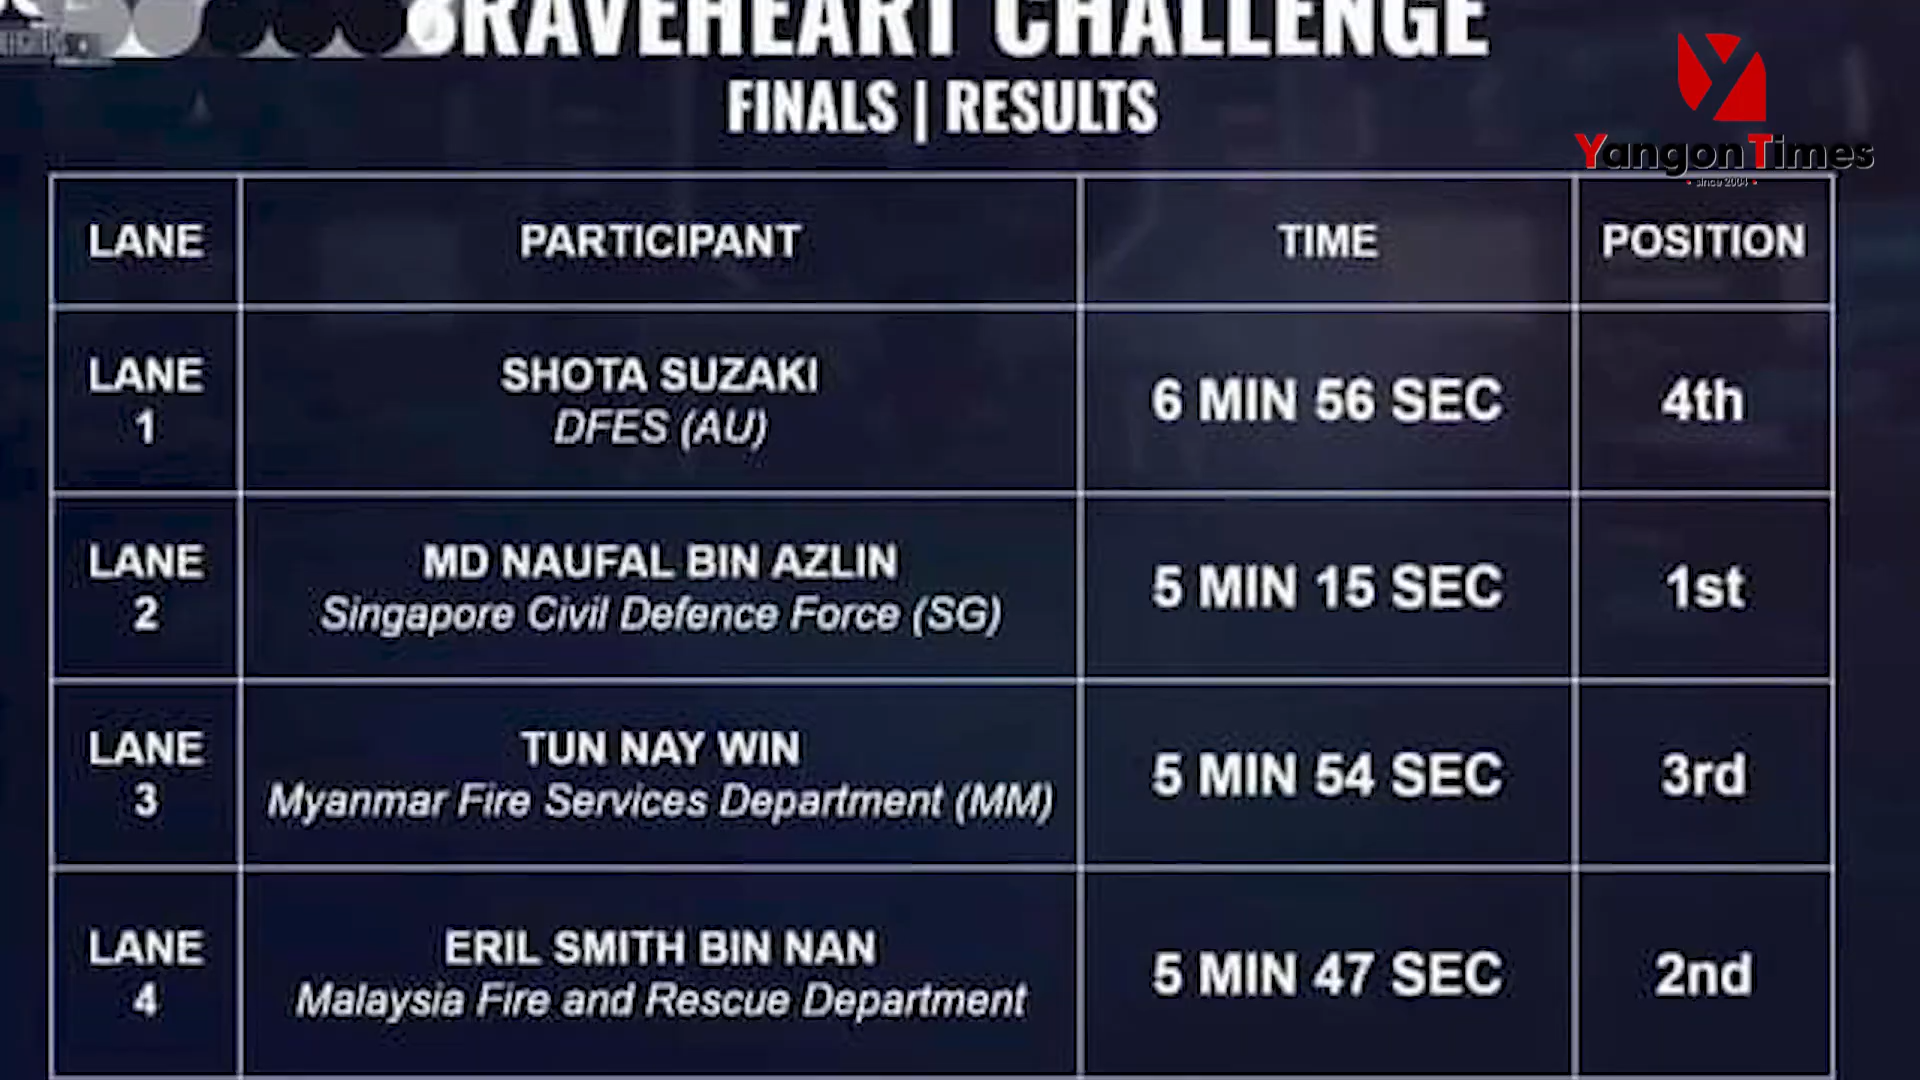 BRAVEHEART CHALLENGE
FINALS | RESULTS
Yangon Times
• since 2004 •
LANE PARTICIPANT TIME POSITION
LANE 1
SHOTA SUZAKI
DFES (AU)
6 MIN 56 SEC
4th
LANE 2
MD NAUFAL BIN AZLIN
Singapore Civil Defence Force (SG)
5 MIN 15 SEC
1st
LANE 3
TUN NAY WIN
Myanmar Fire Services Department (MM)
5 MIN 54 SEC
3rd
LANE 4
ERIL SMITH BIN NAN
Malaysia Fire and Rescue Department
5 MIN 47 SEC
2nd